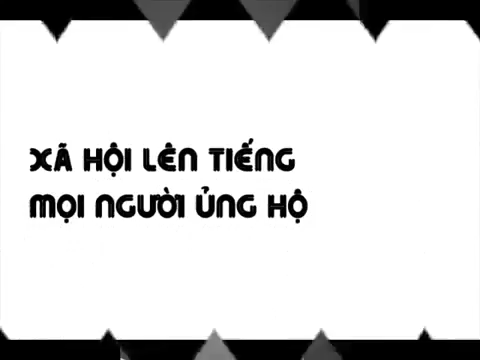 XÃ HỘI LÊN TIẾNG
MỌI NGƯỜI ỦNG HỘ